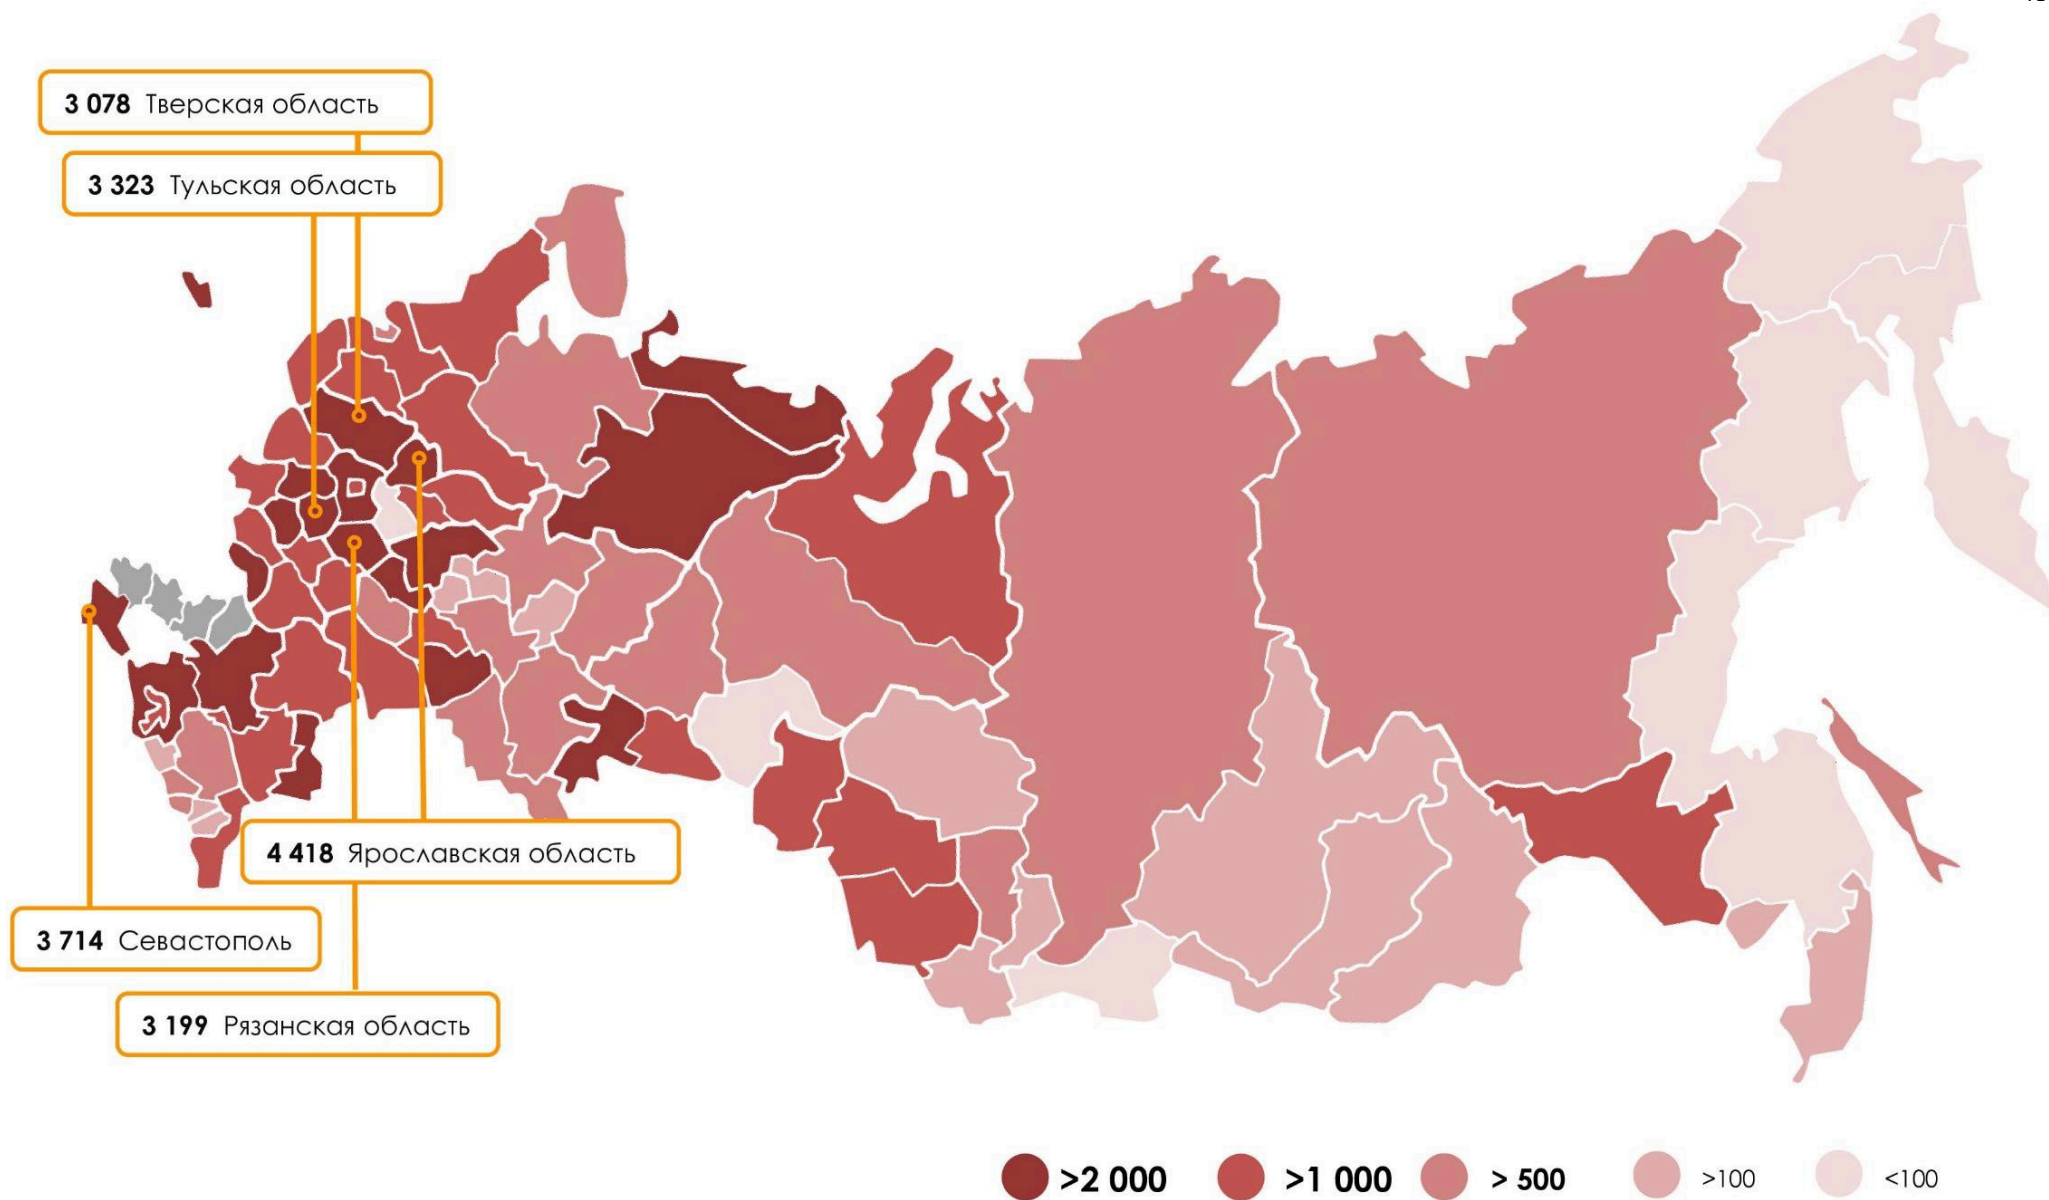 3 078 Тверская область
3 323 Тульская область
4 418 Ярославская область
3 714 Севастополь
3 199 Рязанская область
>2 000 >1 000 > 500 >100 <100